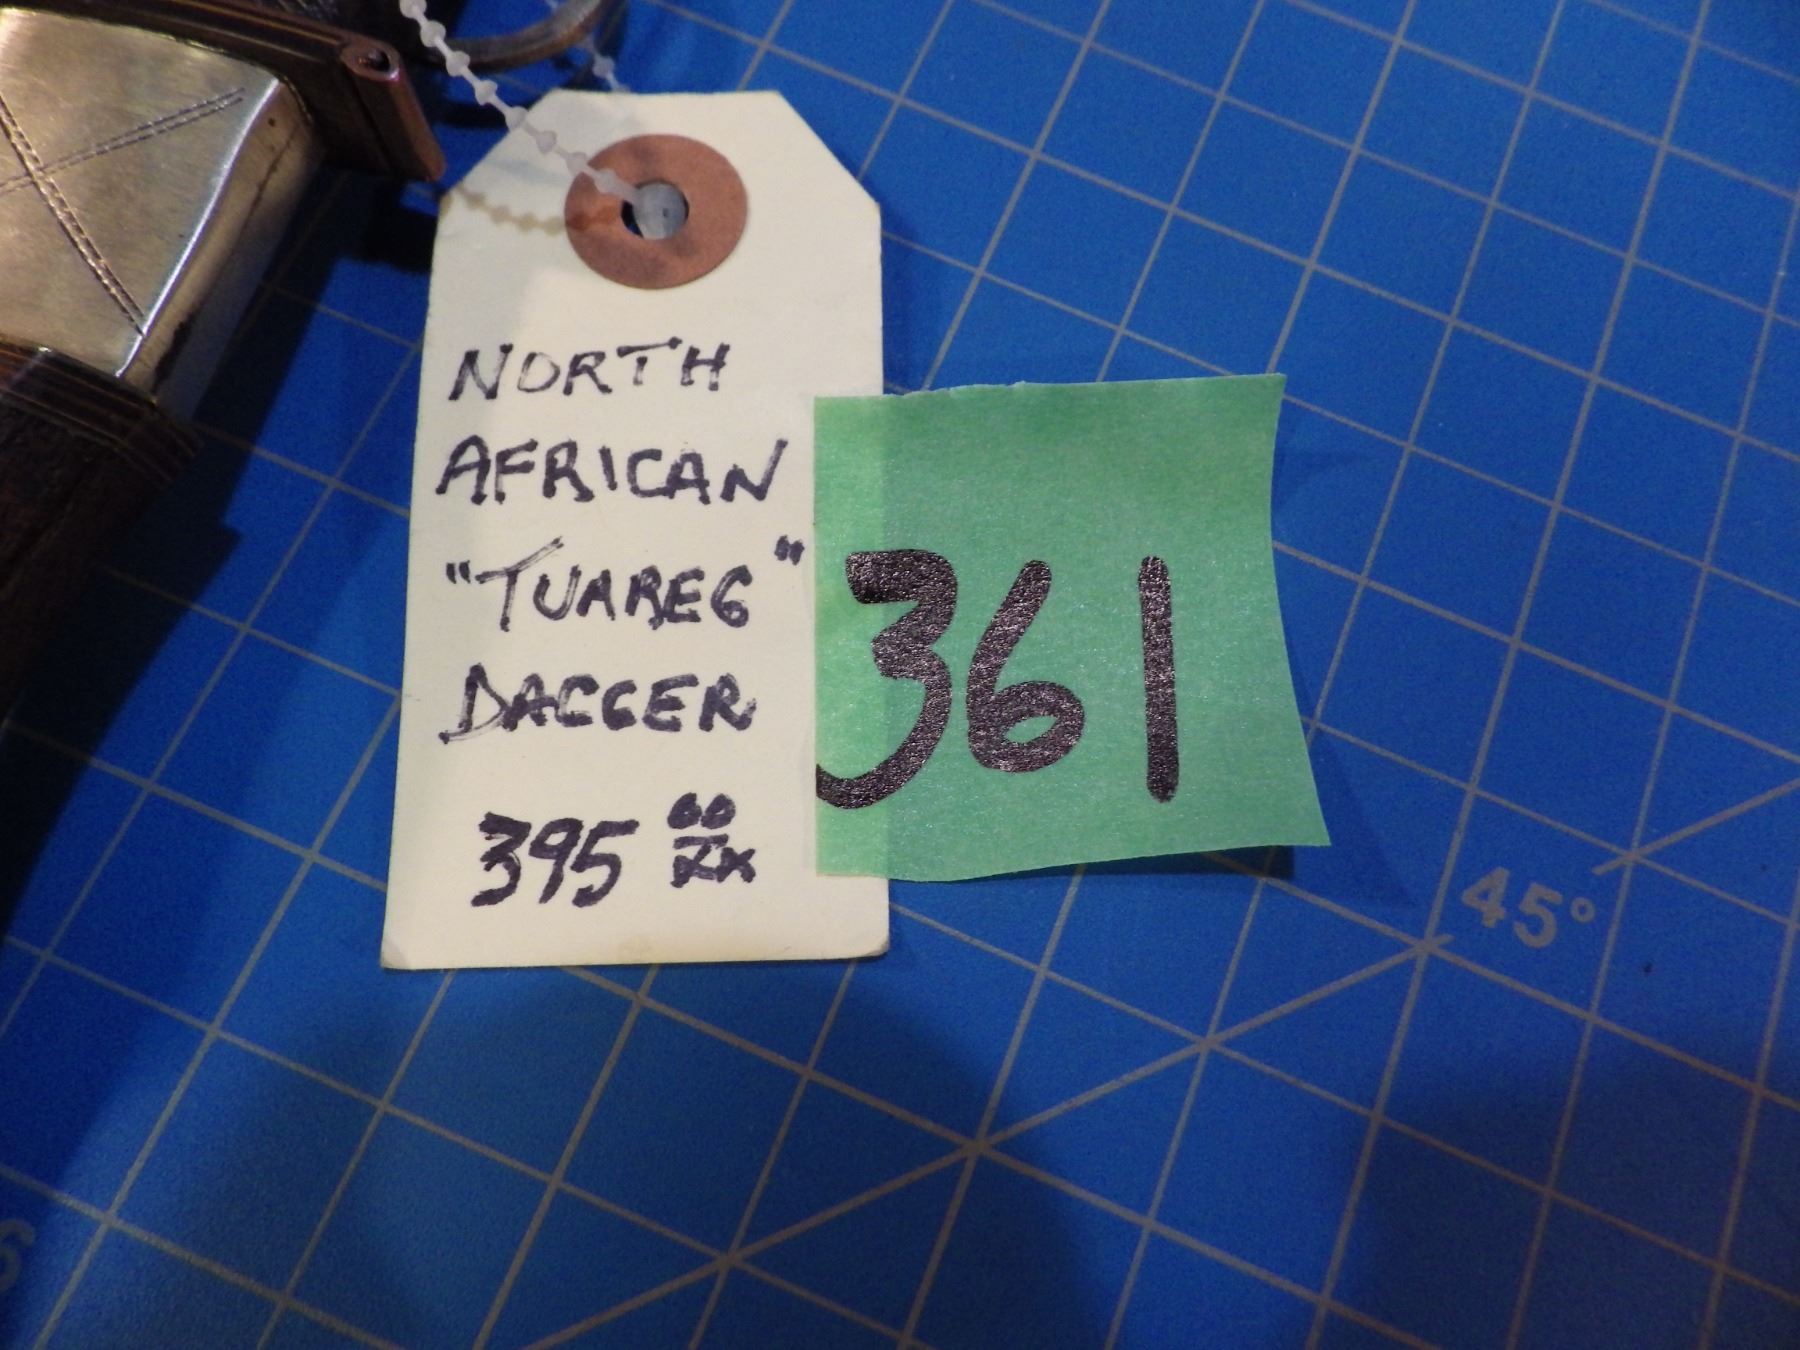 NORTH
AFRICAN
"TUAREG"
DAGGER
395 00
361
45°